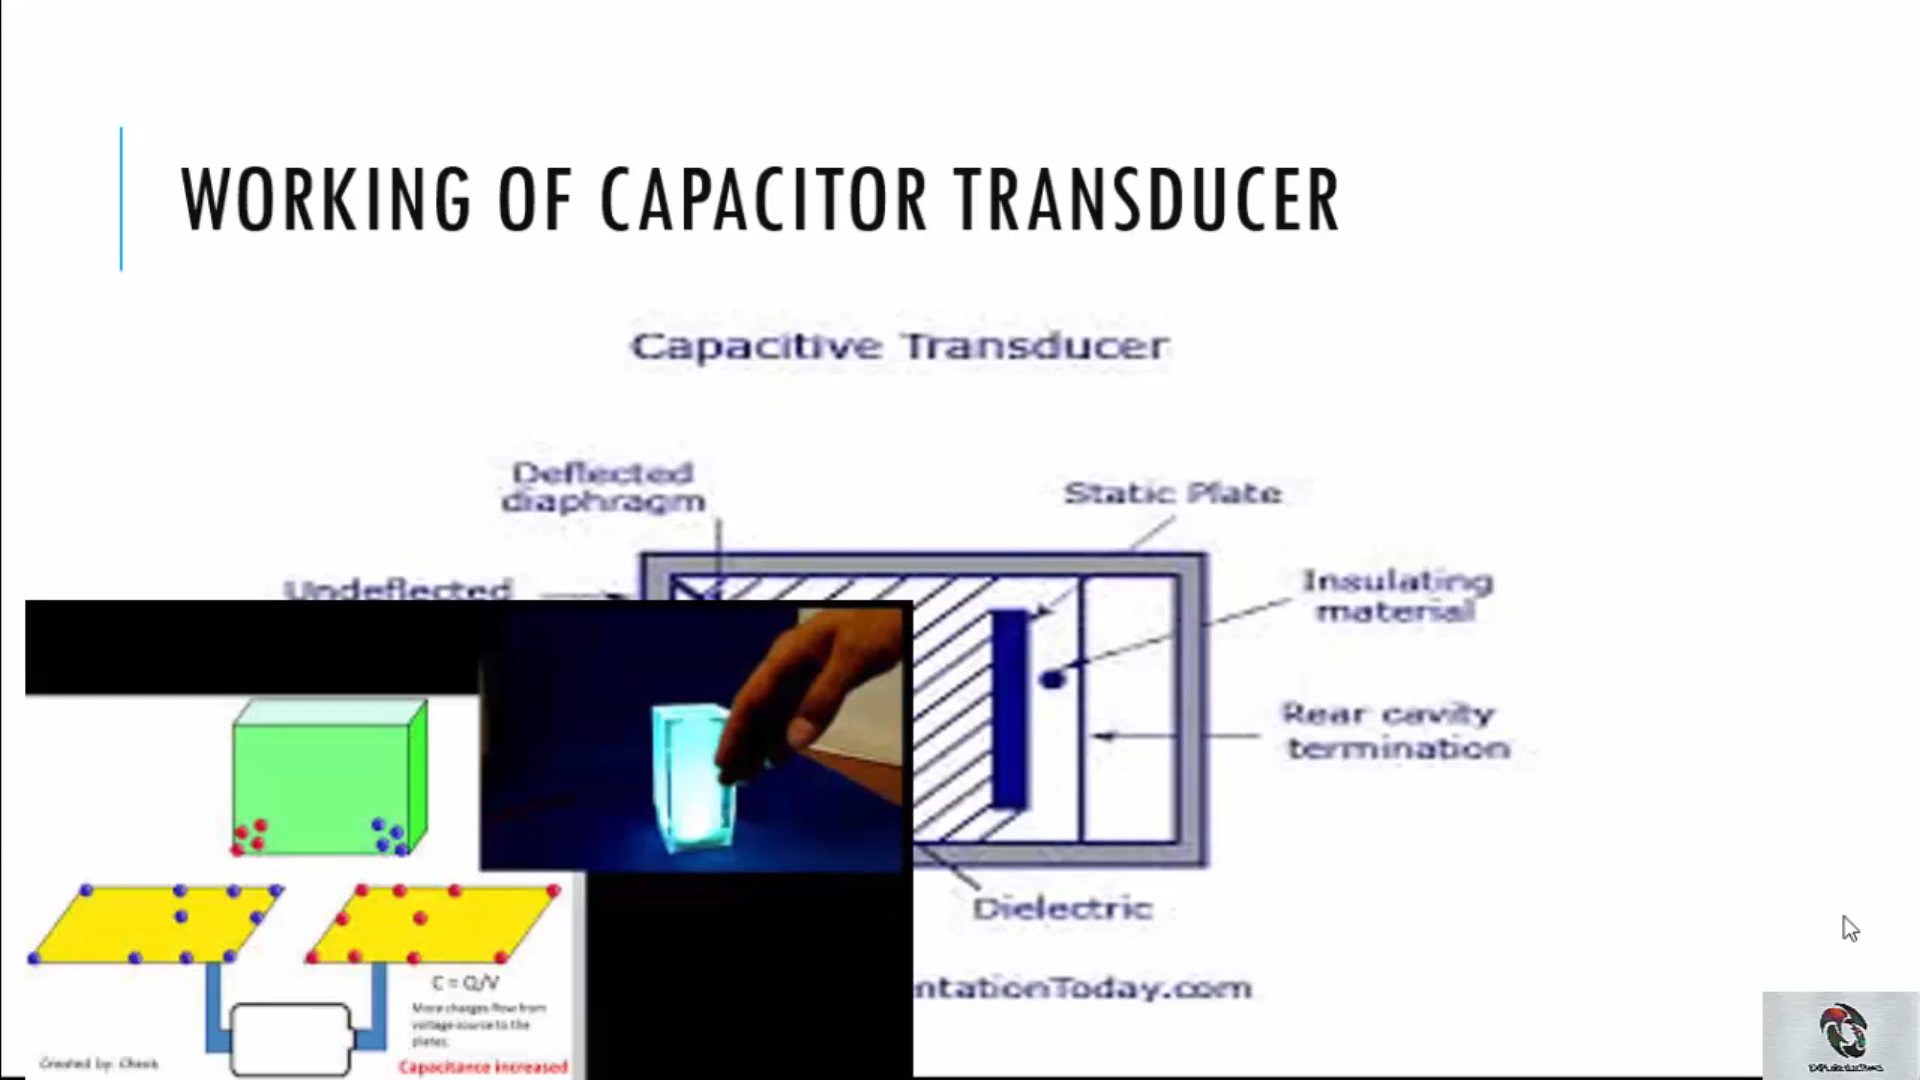 WORKING OF CAPACITOR TRANSDUCER
Capacitive Transducer
Deflected
diaphragm
Static Plate
Undeflected
Insulating
material
Rear cavity
termination
Dielectric
ntationToday.com
C = Q/V
More charges flow from
voltage source to the
plates
Capacitance increased
Created by: